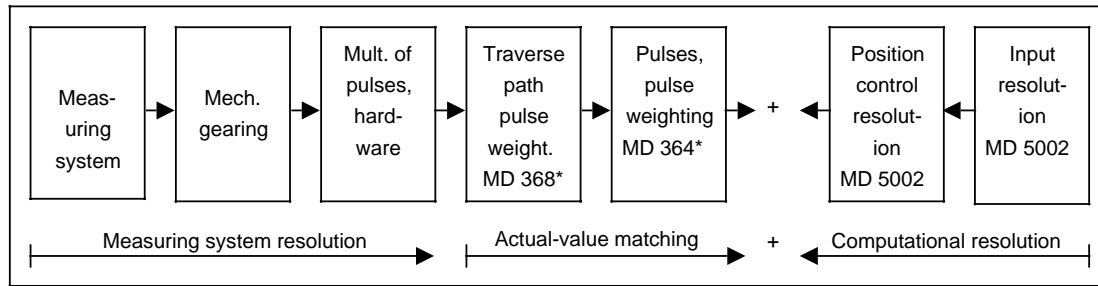 Meas-
uring
system
Mech.
gearing
Mult. of
pulses,
hard-
ware
Traverse
path
pulse
weight.
MD 368*
Pulses,
pulse
weighting
MD 364*
+
Position
control
resolut-
ion
MD 5002
Input
resolut-
ion
MD 5002
Measuring system resolution
Actual-value matching
+
Computational resolution